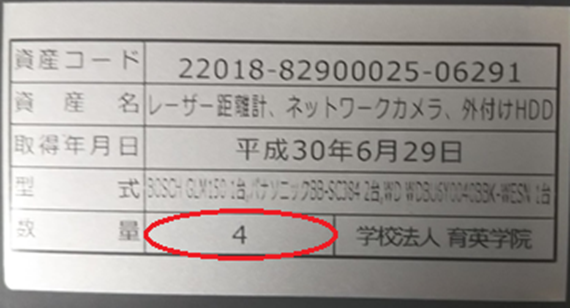 資産コード 22018-82900025-06291
資産名 レーザー距離計、ネットワークカメラ、外付けHDD
取得年月日 平成30年6月29日
型式 BOSCH GLM150 1台,パナソニックBB-SC384 2台,WD 1台
数量 4 学校法人 育英学院